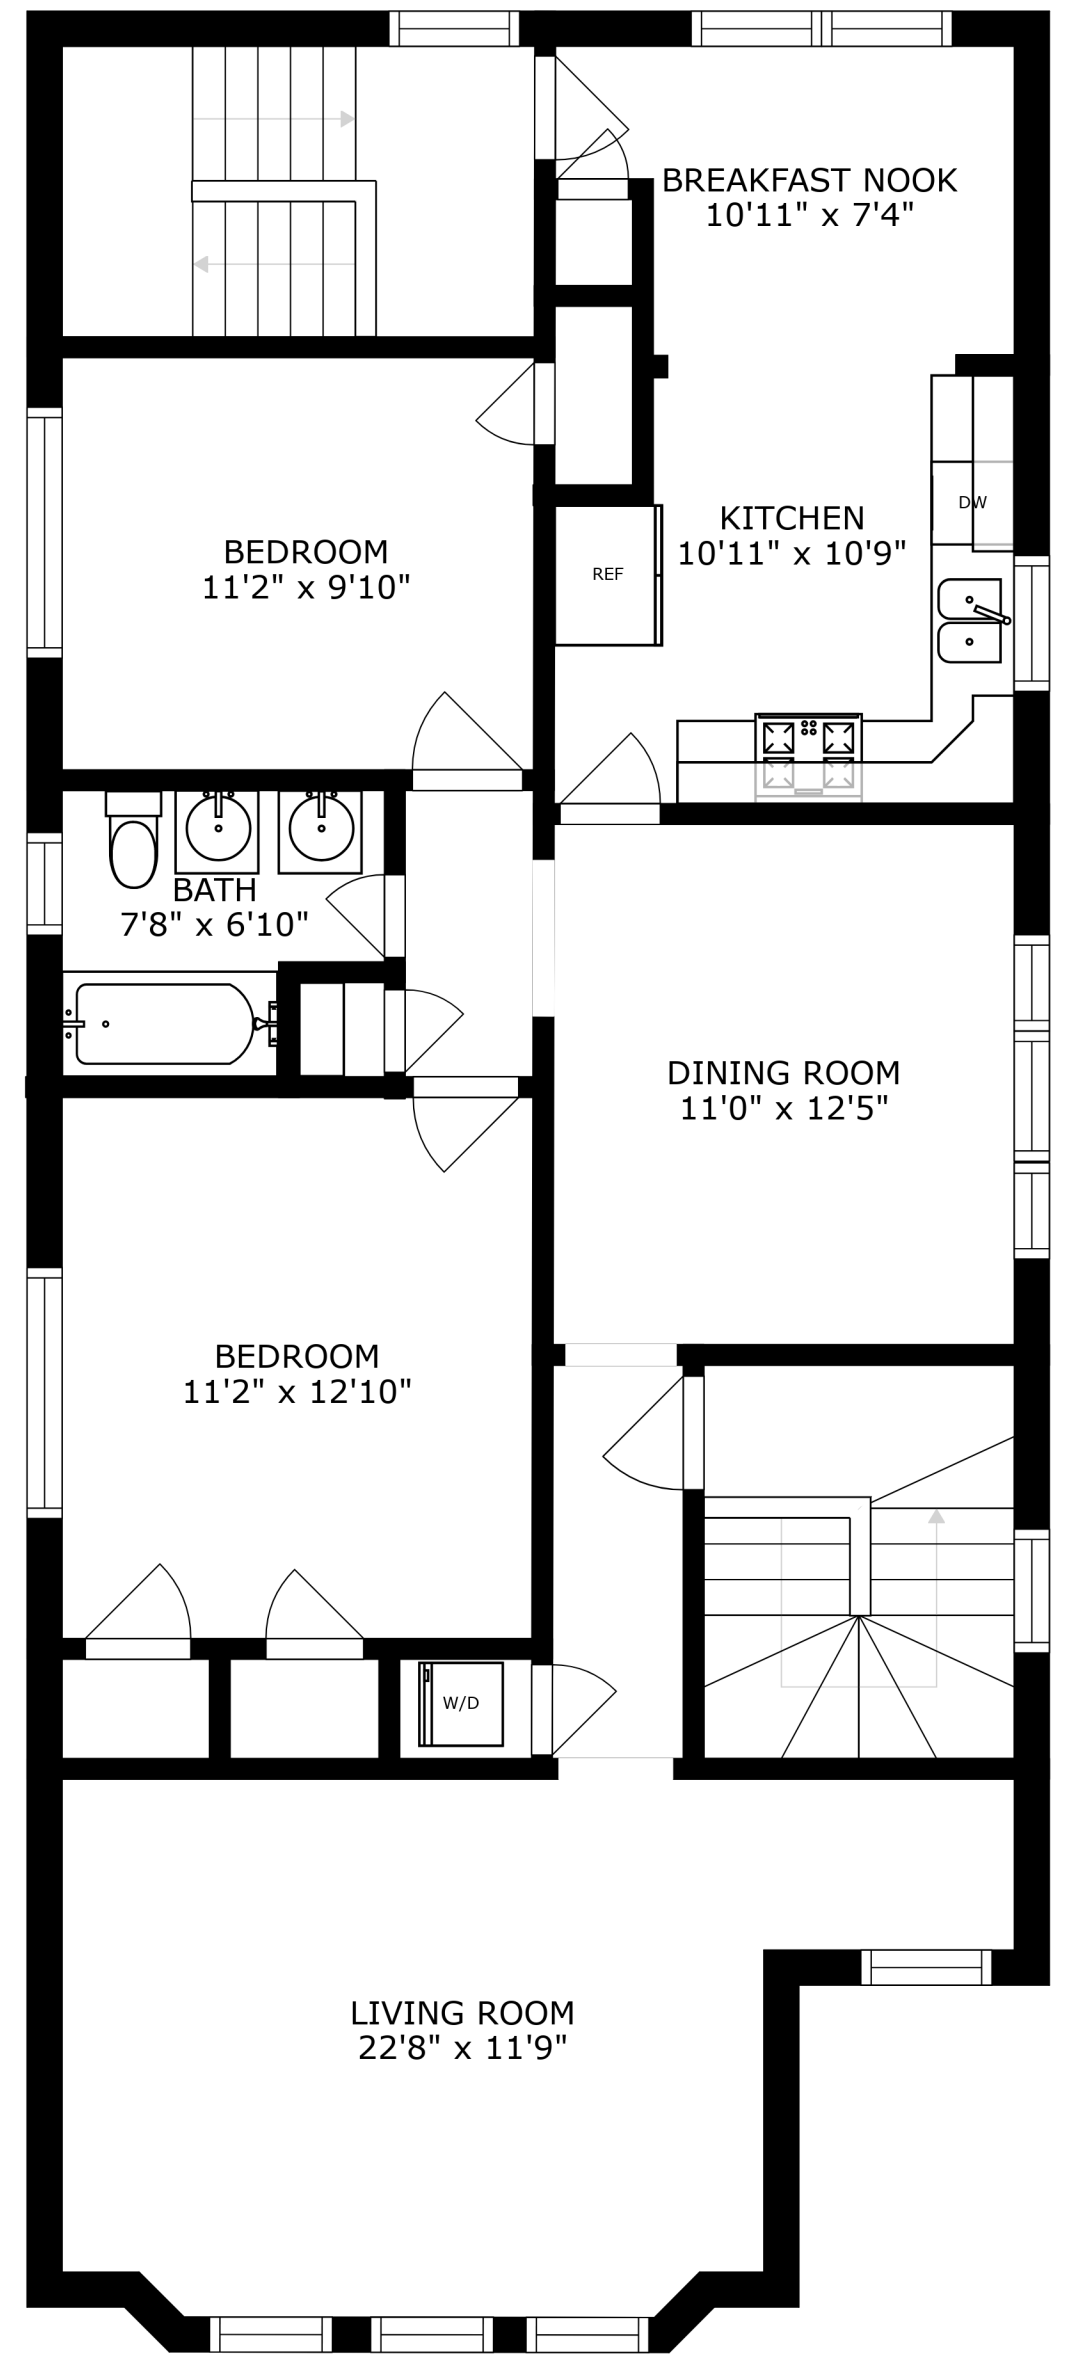 BREAKFAST NOOK
10'11" x 7'4"
DW
KITCHEN
10'11" x 10'9"
BEDROOM
11'2" x 9'10"
REF
BATH
7'8" x 6'10"
DINING ROOM
11'0" x 12'5"
BEDROOM
11'2" x 12'10"
W/D
LIVING ROOM
22'8" x 11'9"